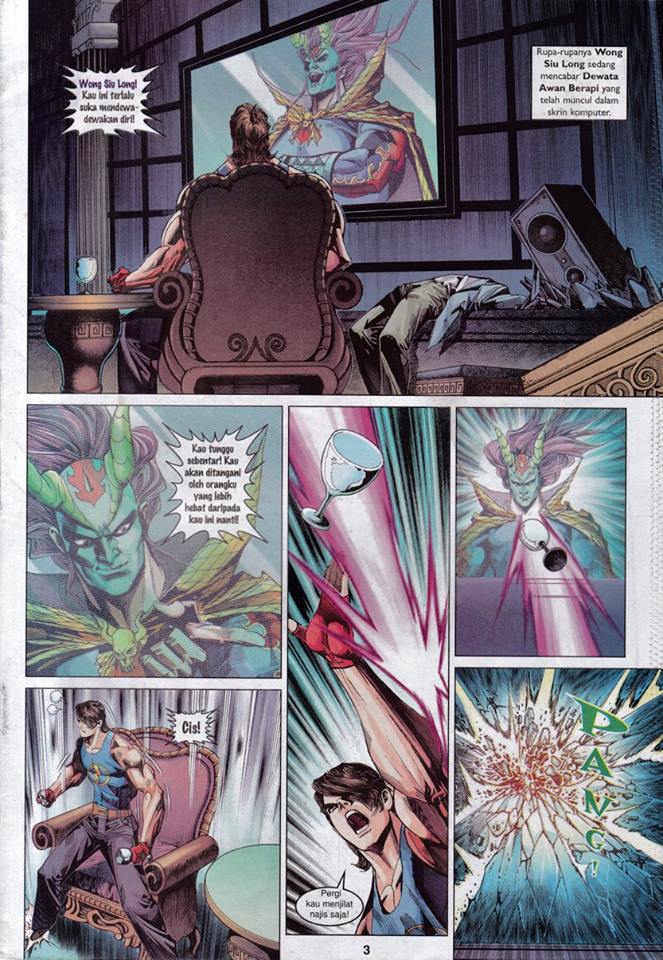 Wong Siu Long!
Kau ini terlalu
suka mendewa-
dewakan diri!
Rupa-rupanya Wong
Siu Long sedang
mencabar Dewata
Awan Berapi yang
telah muncul dalam
skrin komputer.
Kau tunggu
sebentar! Kau
akan ditangani
oleh orangku
yang lebih
hebat daripada
kau ini nanti!
Cis!
Pergi
kau menjilat
najis saja!
PANG!
3